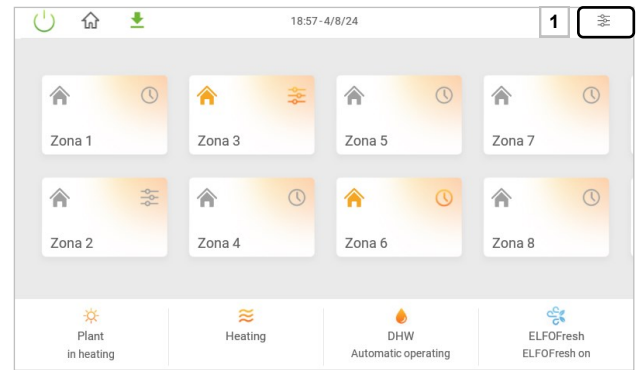 18:57-4/8/24
1
Zona 1
Zona 3
Zona 5
Zona 7
Zona 2
Zona 4
Zona 6
Zona 8
Plant
in heating
Heating
DHW
Automatic operating
ELFOFresh
ELFOFresh on